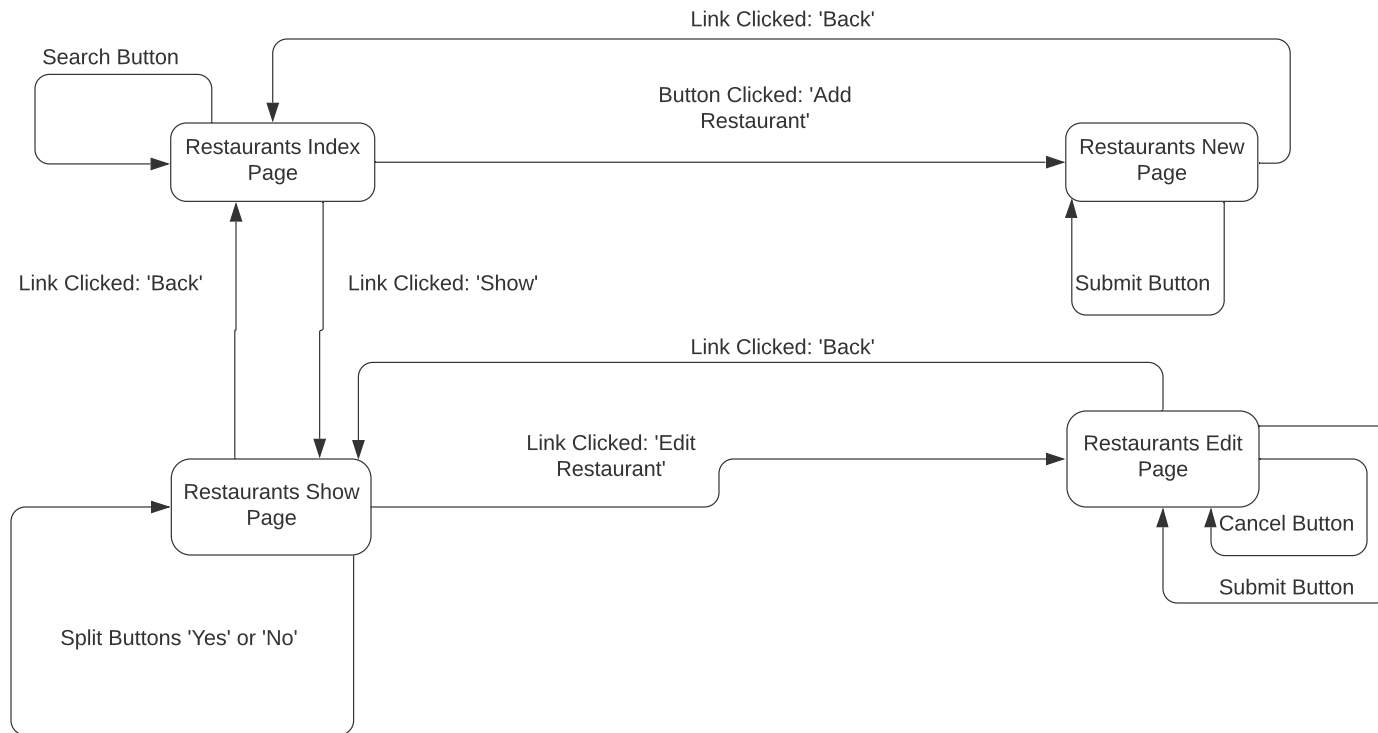 Link Clicked: 'Back'
Search Button
Button Clicked: 'Add
Restaurant'
Restaurants Index
Page
Restaurants New
Page
Link Clicked: 'Back'
Link Clicked: 'Show'
Submit Button
Link Clicked: 'Back'
Link Clicked: 'Edit
Restaurant'
Restaurants Edit
Page
Restaurants Show
Page
Cancel Button
Submit Button
Split Buttons 'Yes' or 'No'